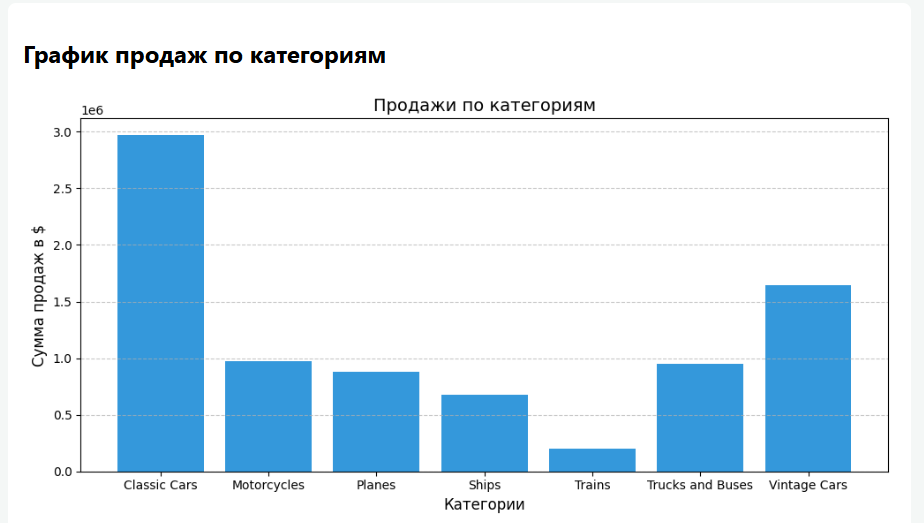 График продаж по категориям
Продажи по категориям
1e6
3.0
2.5
2.0
1.5
1.0
0.5
0.0
Сумма продаж в $
Classic Cars
Motorcycles
Planes
Ships
Trains
Trucks and Buses
Vintage Cars
Категории